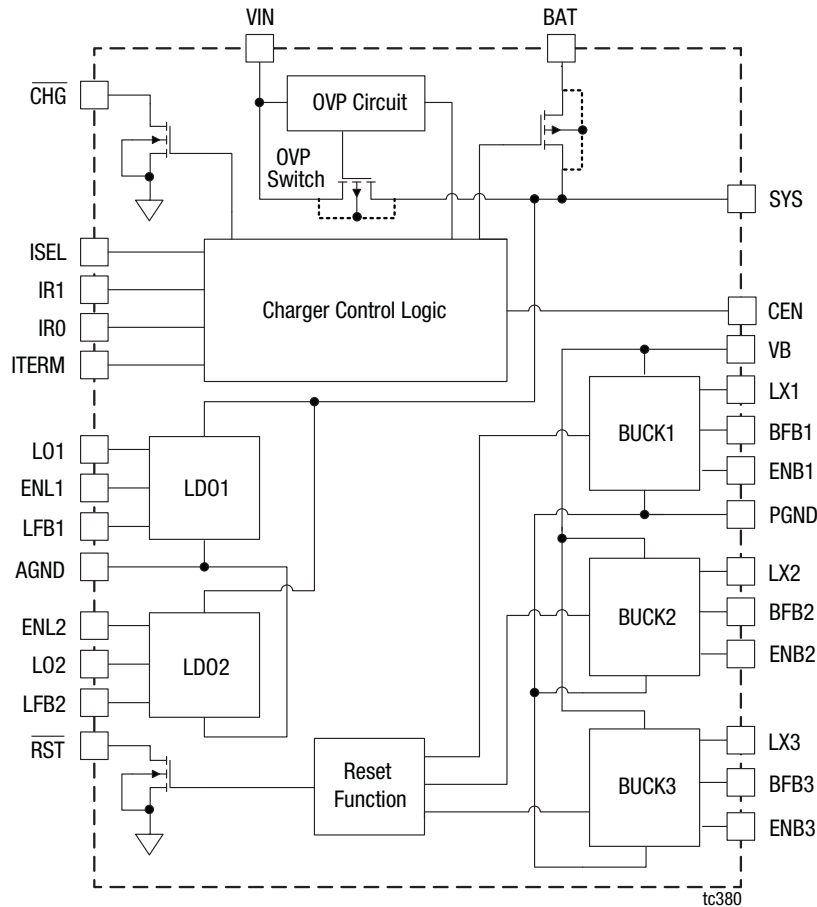 VIN
BAT
CHG
OVP Circuit
OVP
Switch
SYS
ISEL
IR1
IR0
ITERM
Charger Control Logic
CEN
VB
LX1
BFB1
ENB1
BUCK1
PGND
LO1
ENL1
LFB1
LDO1
AGND
LX2
BFB2
ENB2
BUCK2
ENL2
LO2
LFB2
LDO2
RST
Reset
Function
LX3
BFB3
ENB3
BUCK3
tc380